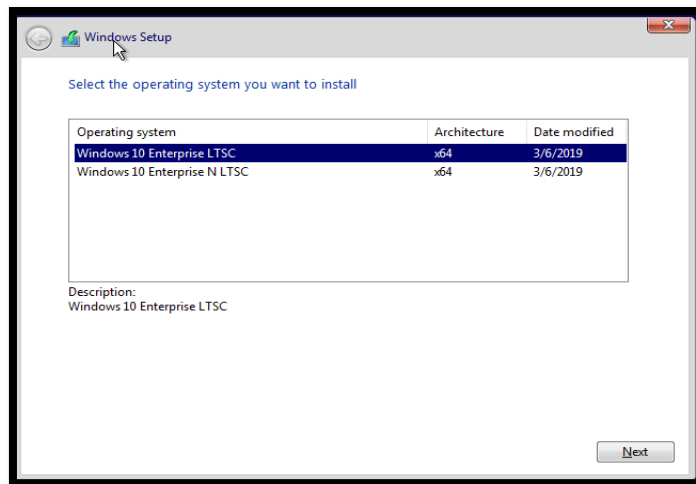 Windows Setup
Select the operating system you want to install
Operating system Architecture Date modified
Windows 10 Enterprise LTSC x64 3/6/2019
Windows 10 Enterprise N LTSC x64 3/6/2019
Description:
Windows 10 Enterprise LTSC
Next